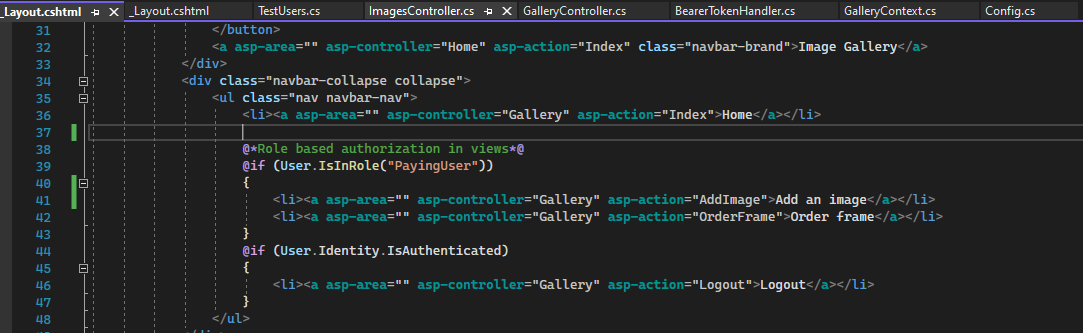 _Layout.cshtml _Layout.cshtml TestUsers.cs ImagesController.cs GalleryController.cs BearerTokenHandler.cs GalleryContext.cs Config.cs
31 </button>
32 <a asp-area="" asp-controller="Home" asp-action="Index" class="navbar-brand">Image Gallery</a>
33 </div>
34 <div class="navbar-collapse collapse">
35 <ul class="nav navbar-nav">
36 <li><a asp-area="" asp-controller="Gallery" asp-action="Index">Home</a></li>
37
38 @*Role based authorization in views*@
39 @if (User.IsInRole("PayingUser"))
40 {
41 <li><a asp-area="" asp-controller="Gallery" asp-action="AddImage">Add an image</a></li>
42 <li><a asp-area="" asp-controller="Gallery" asp-action="OrderFrame">Order frame</a></li>
43 }
44 @if (User.Identity.IsAuthenticated)
45 {
46 <li><a asp-area="" asp-controller="Gallery" asp-action="Logout">Logout</a></li>
47 }
48 </ul>